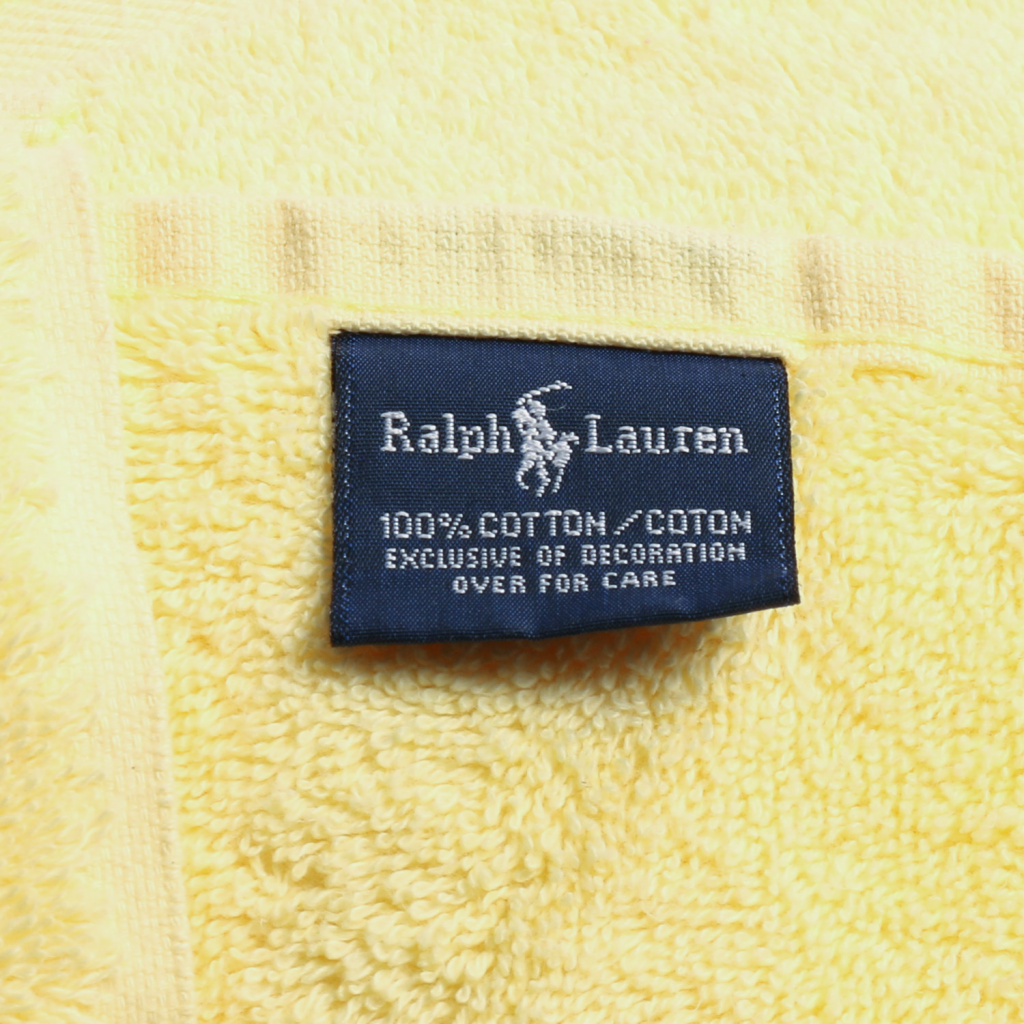 Ralph Lauren
100% COTTON / COTON
EXCLUSIVE OF DECORATION
OVER FOR CARE